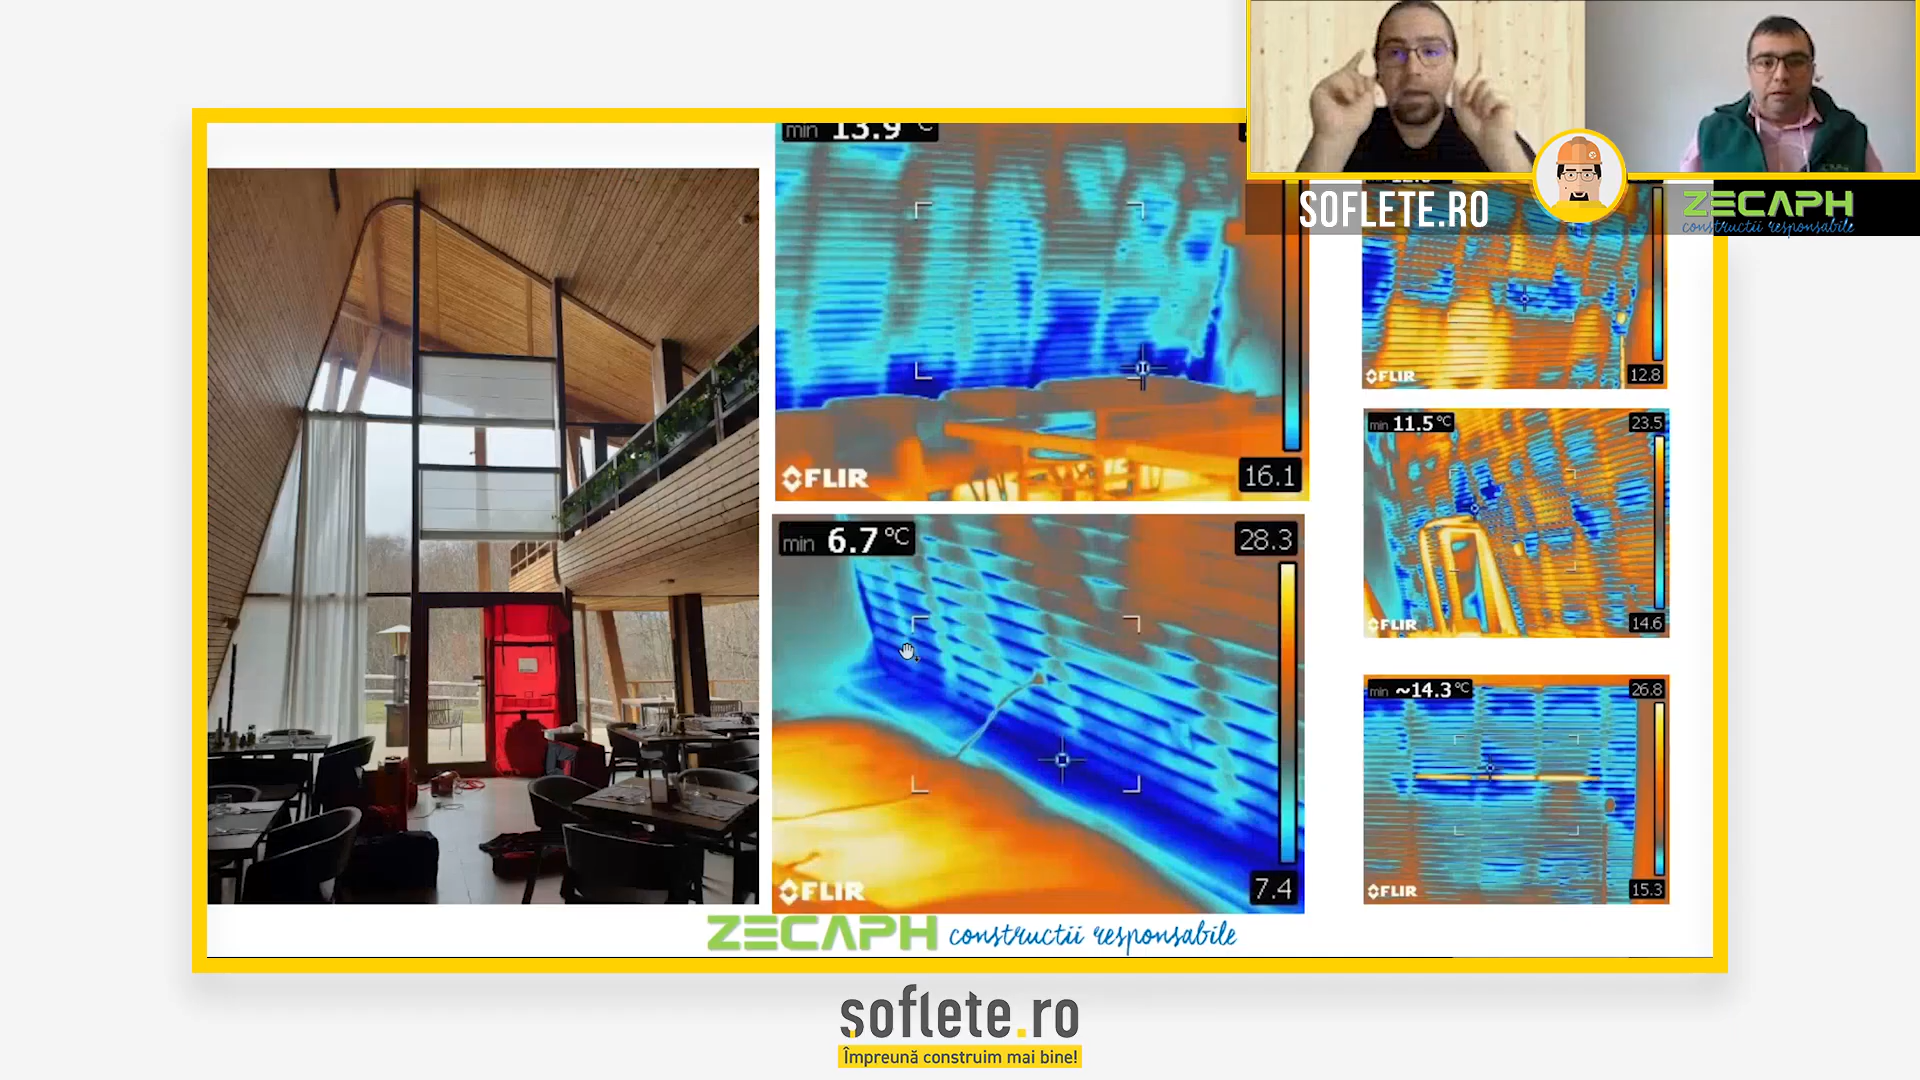 min 13.9 °C
SOFLETE.RO
ZECAPH
constructii responsabile
FLIR
16.1
12.8
FLIR
min 11.5 °C
23.5
FLIR
14.6
min 6.7 °C
28.3
FLIR
7.4
min ~14.3 °C
26.8
FLIR
15.3
ZECAPH constructii responsabile
soflete.ro
Împreună construim mai bine!